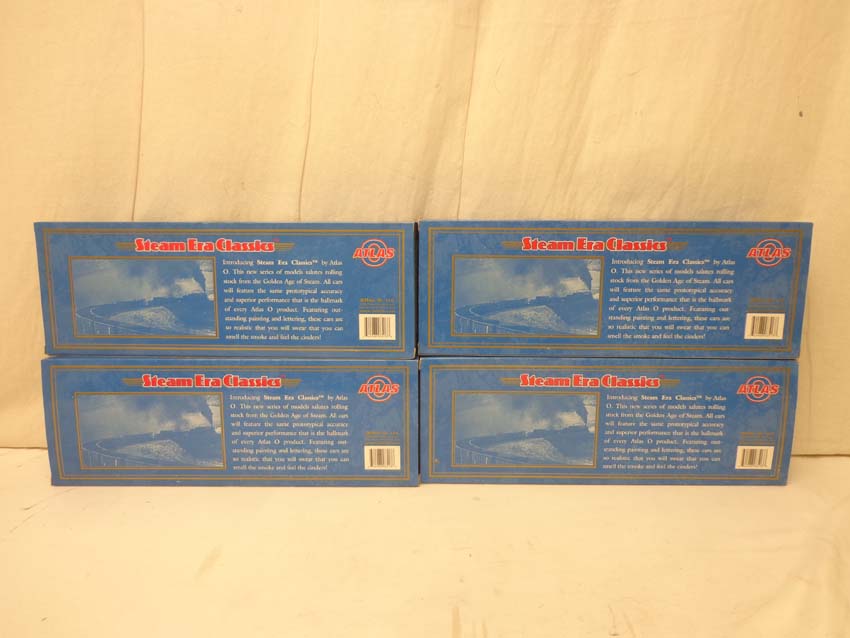 Steam Era Classics
ATLAS
Introducing Steam Era Classics™ by Atlas
O. This new series of models salutes rolling
stock from the Golden Age of Steam. All cars
will feature the same prototypical accuracy
and superior performance that is the hallmark
of every Atlas O product. Featuring out-
standing painting and lettering, these cars are
so realistic that you will swear that you can
smell the smoke and feel the cinders!
Steam Era Classics
ATLAS
Introducing Steam Era Classics™ by Atlas
O. This new series of models salutes rolling
stock from the Golden Age of Steam. All cars
will feature the same prototypical accuracy
and superior performance that is the hallmark
of every Atlas O product. Featuring out-
standing painting and lettering, these cars are
so realistic that you will swear that you can
smell the smoke and feel the cinders!
Steam Era Classics
ATLAS
Introducing Steam Era Classics™ by Atlas
O. This new series of models salutes rolling
stock from the Golden Age of Steam. All cars
will feature the same prototypical accuracy
and superior performance that is the hallmark
of every Atlas O product. Featuring out-
standing painting and lettering, these cars are
so realistic that you will swear that you can
smell the smoke and feel the cinders!
Steam Era Classics
ATLAS
Introducing Steam Era Classics™ by Atlas
O. This new series of models salutes rolling
stock from the Golden Age of Steam. All cars
will feature the same prototypical accuracy
and superior performance that is the hallmark
of every Atlas O product. Featuring out-
standing painting and lettering, these cars are
so realistic that you will swear that you can
smell the smoke and feel the cinders!